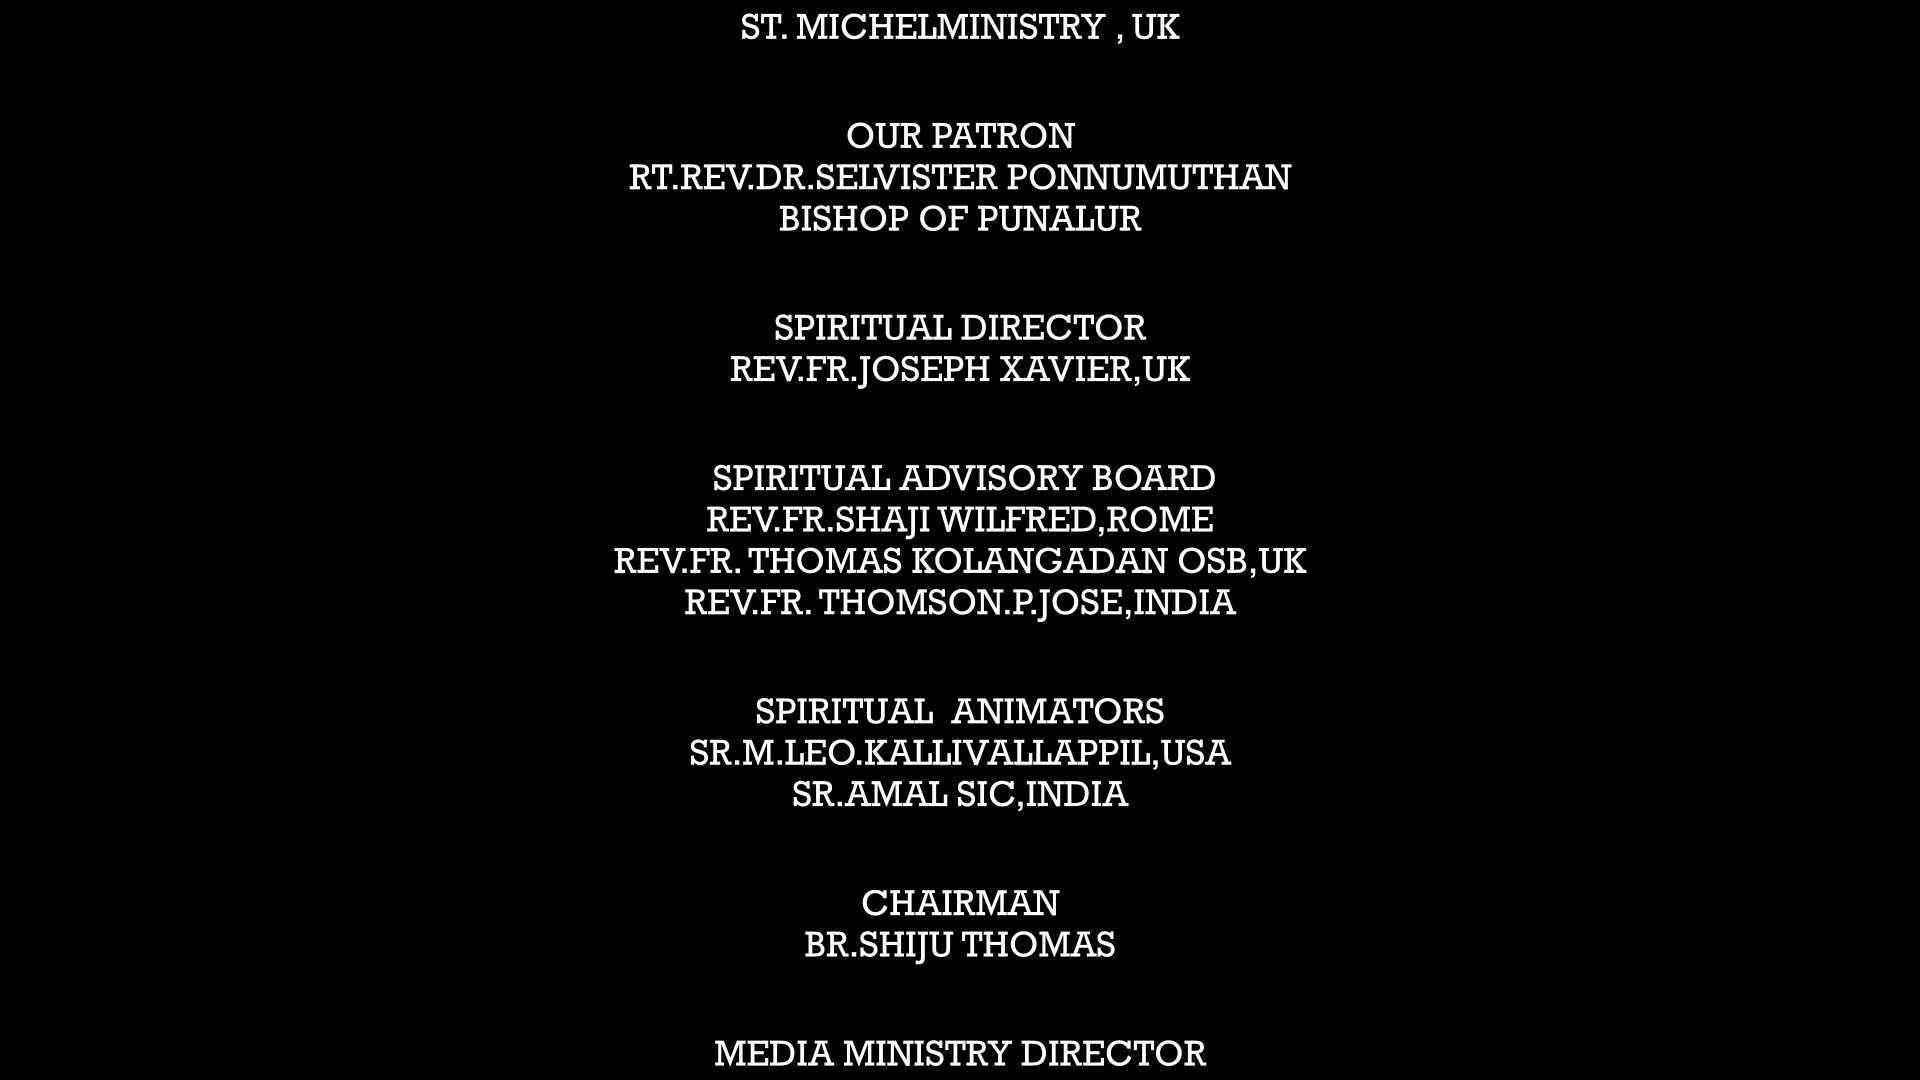 ST. MICHELMINISTRY , UK
OUR PATRON
RT.REV.DR.SELVISTER PONNUMUTHAN
BISHOP OF PUNALUR
SPIRITUAL DIRECTOR
REV.FR.JOSEPH XAVIER,UK
SPIRITUAL ADVISORY BOARD
REV.FR.SHAJI WILFRED,ROME
REV.FR. THOMAS KOLANGADAN OSB,UK
REV.FR. THOMSON.P.JOSE,INDIA
SPIRITUAL  ANIMATORS
SR.M.LEO.KALLIVALLAPPIL,USA
SR.AMAL SIC,INDIA
CHAIRMAN
BR.SHIJU THOMAS
MEDIA MINISTRY DIRECTOR